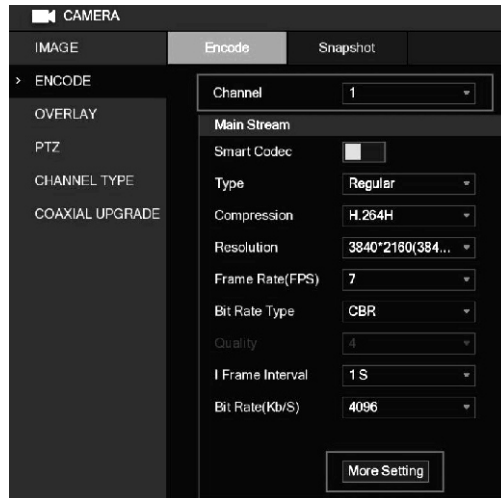 CAMERA
IMAGE
Encode Snapshot
> ENCODE
Channel 1
OVERLAY
Main Stream
PTZ
Smart Codec
CHANNEL TYPE
Type Regular
COAXIAL UPGRADE
Compression H.264H
Resolution 3840*2160(384...
Frame Rate(FPS) 7
Bit Rate Type CBR
Quality 4
I Frame Interval 1 S
Bit Rate(Kb/S) 4096
More Setting